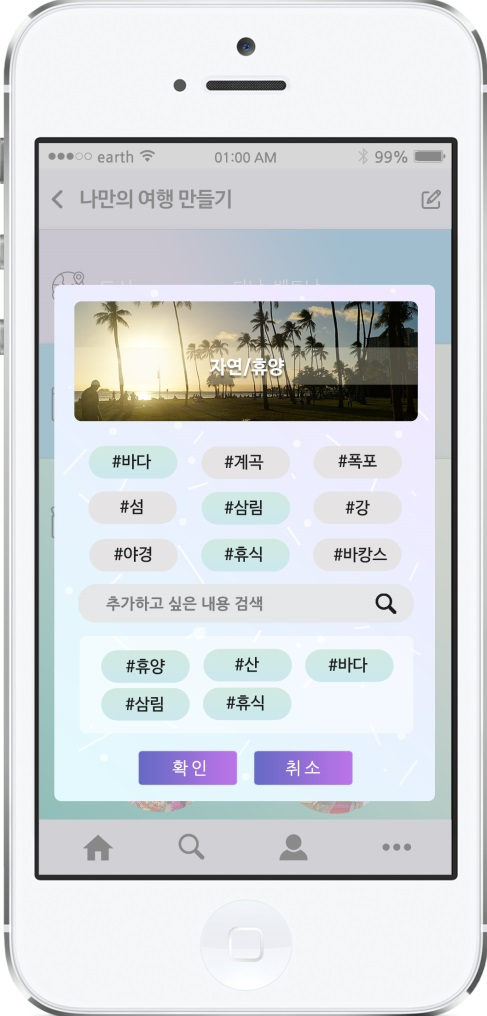 earth 01:00 AM 99%
나만의 여행 만들기
자연/휴양
#바다 #계곡 #폭포
#섬 #삼림 #강
#야경 #휴식 #바캉스
추가하고 싶은 내용 검색
#휴양 #산 #바다
#삼림 #휴식
확인 취소